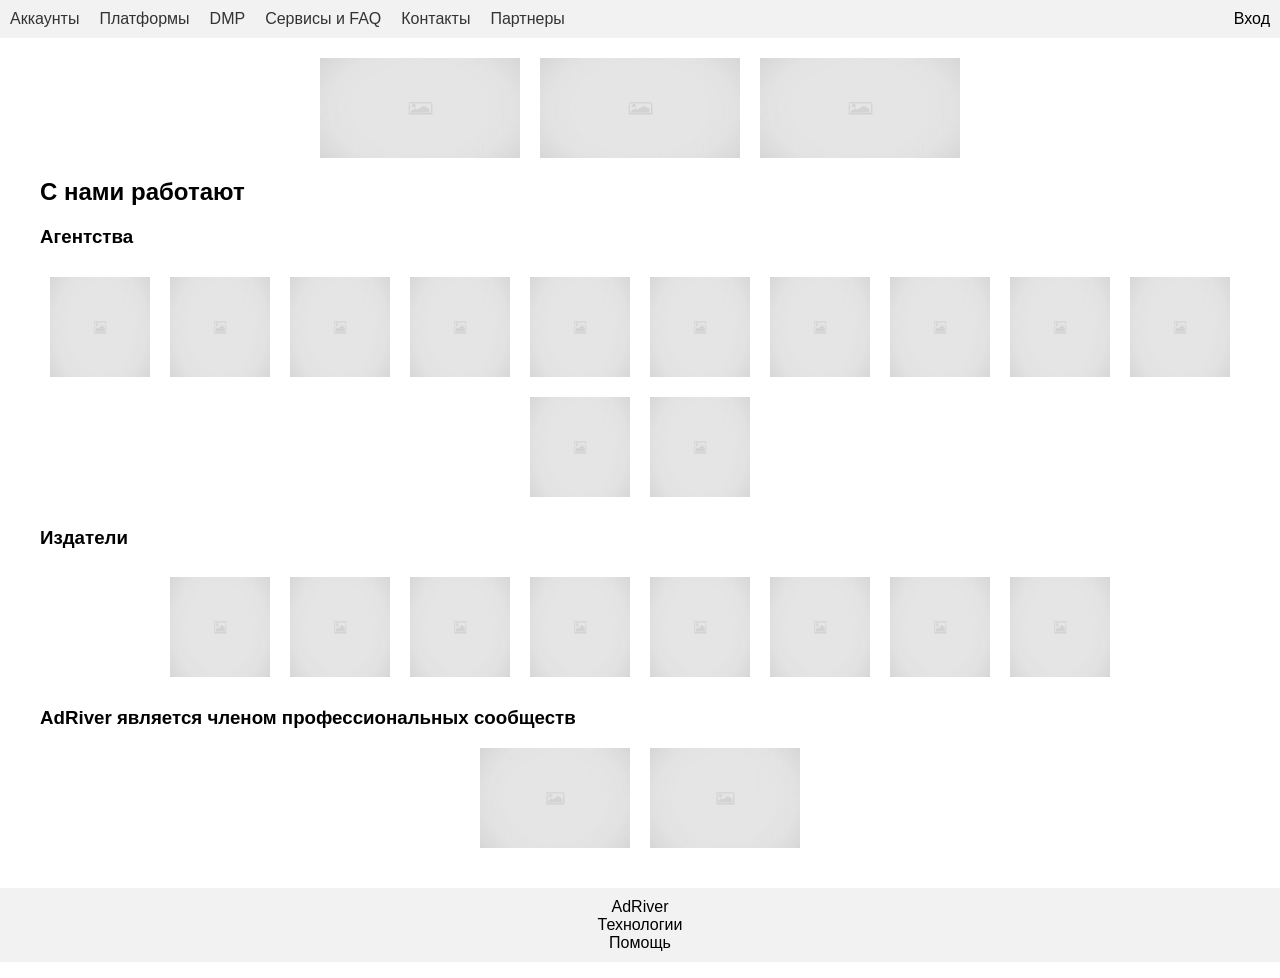 Аккаунты Платформы DMP Сервисы и FAQ Контакты Партнеры Вход
С нами работают
Агентства
Издатели
AdRiver является членом профессиональных сообществ
AdRiver
Технологии
Помощь